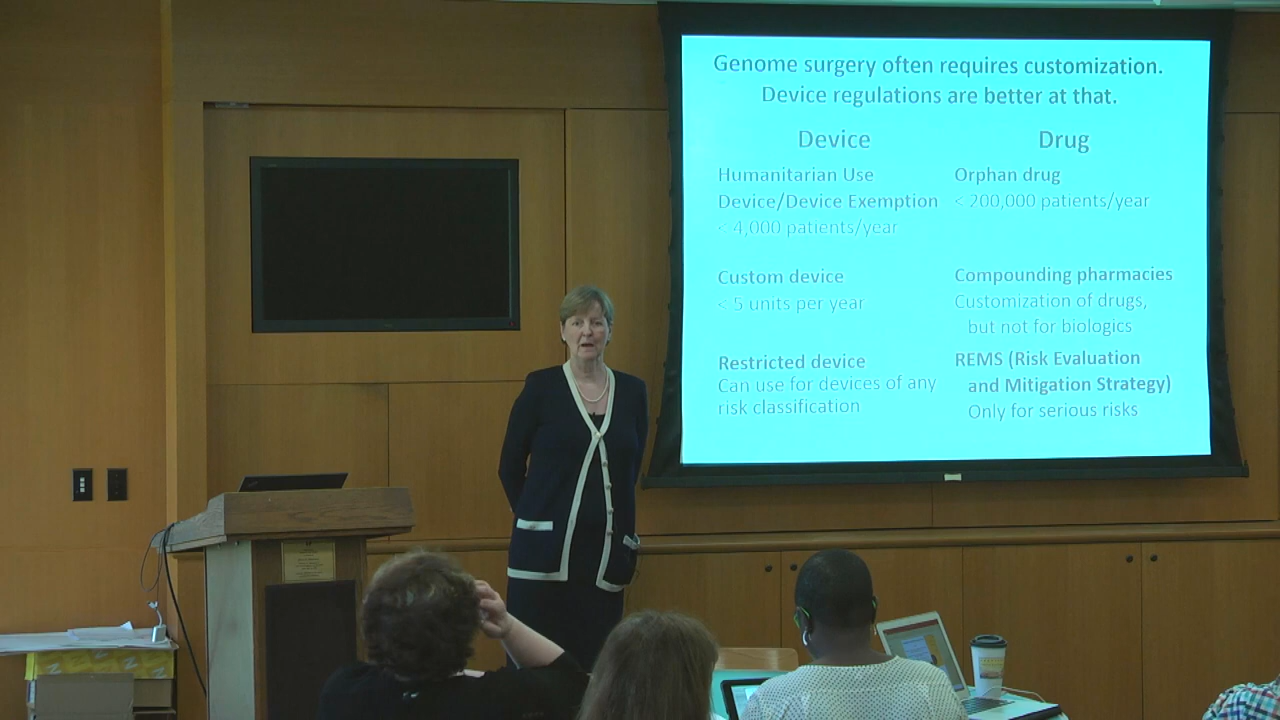 Genome surgery often requires customization.
Device regulations are better at that.
Device
Humanitarian Use
Device/Device Exemption
< 4,000 patients/year
Custom device
< 5 units per year
Restricted device
Can use for devices of any
risk classification
Drug
Orphan drug
< 200,000 patients/year
Compounding pharmacies
Customization of drugs,
but not for biologics
REMS (Risk Evaluation
and Mitigation Strategy)
Only for serious risks